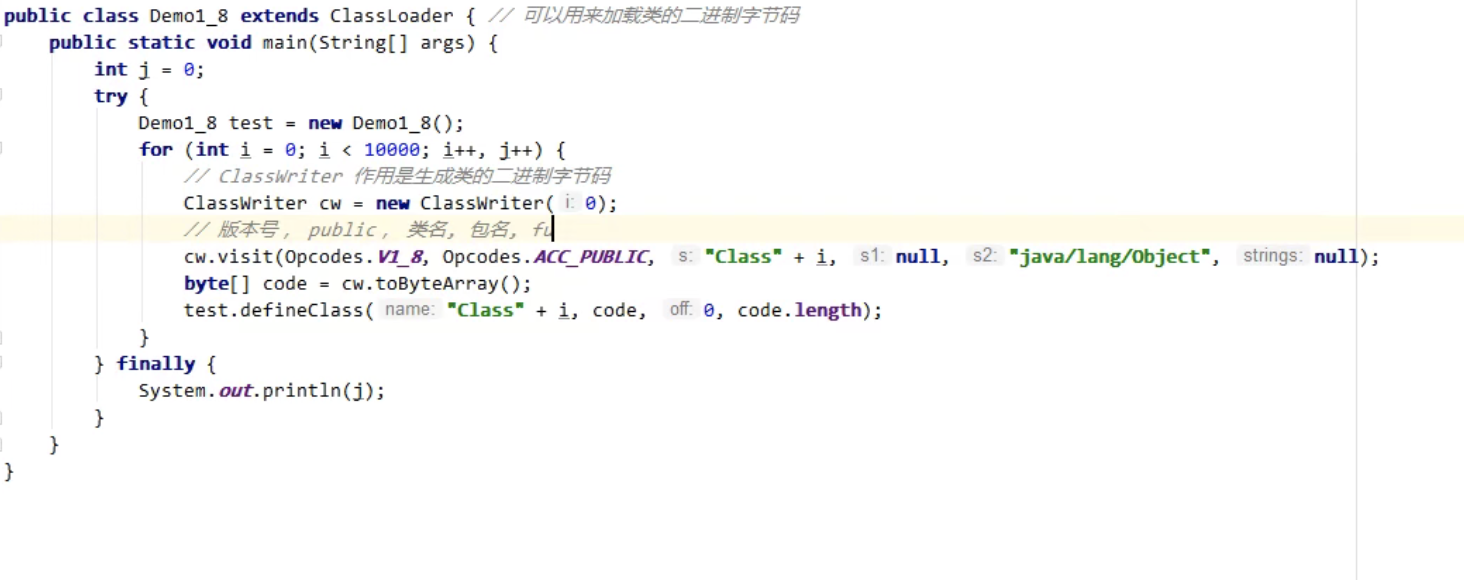 public class Demo1_8 extends ClassLoader { // 可以用来加载类的二进制字节码
    public static void main(String[] args) {
        int j = 0;
        try {
            Demo1_8 test = new Demo1_8();
            for (int i = 0; i < 10000; i++, j++) {
                // ClassWriter 作用是生成类的二进制字节码
                ClassWriter cw = new ClassWriter( i: 0);
                // 版本号， public， 类名, 包名, fu
                cw.visit(Opcodes.V1_8, Opcodes.ACC_PUBLIC, s: "Class" + i, s1: null, s2: "java/lang/Object", strings: null);
                byte[] code = cw.toByteArray();
                test.defineClass( name: "Class" + i, code, off: 0, code.length);
            }
        } finally {
            System.out.println(j);
        }
    }
}